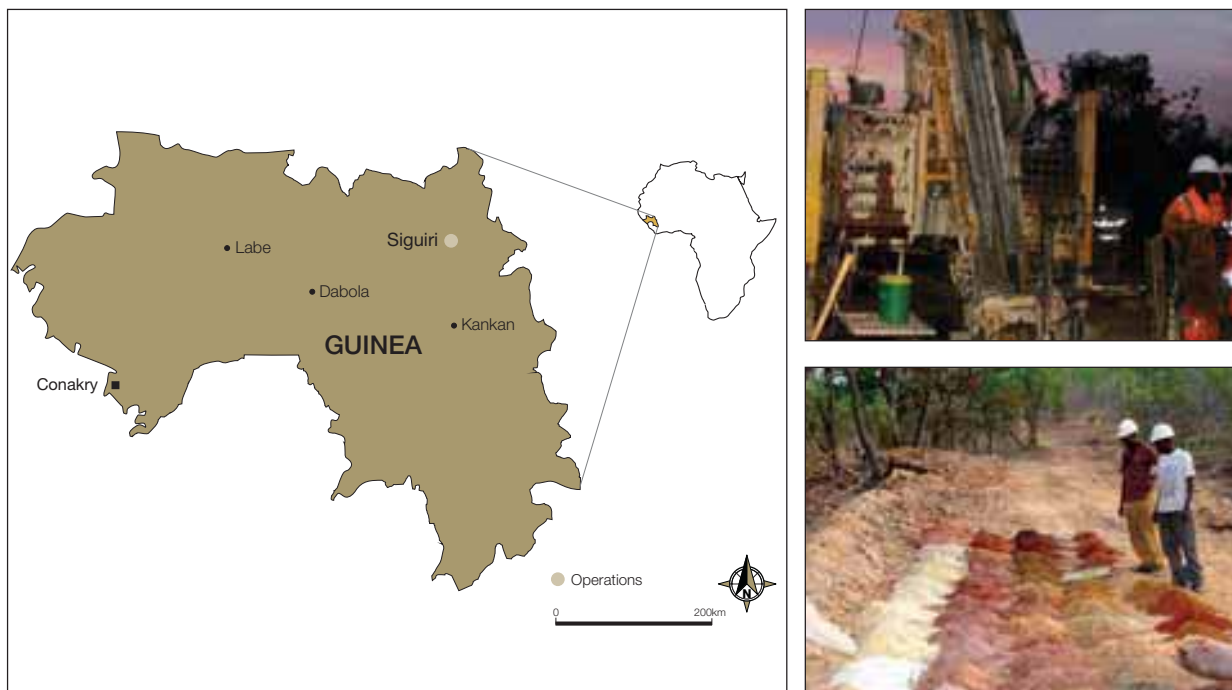 Labe
Siguiri
Dabola
Kankan
GUINEA
Conakry
Operations
0 200km
N